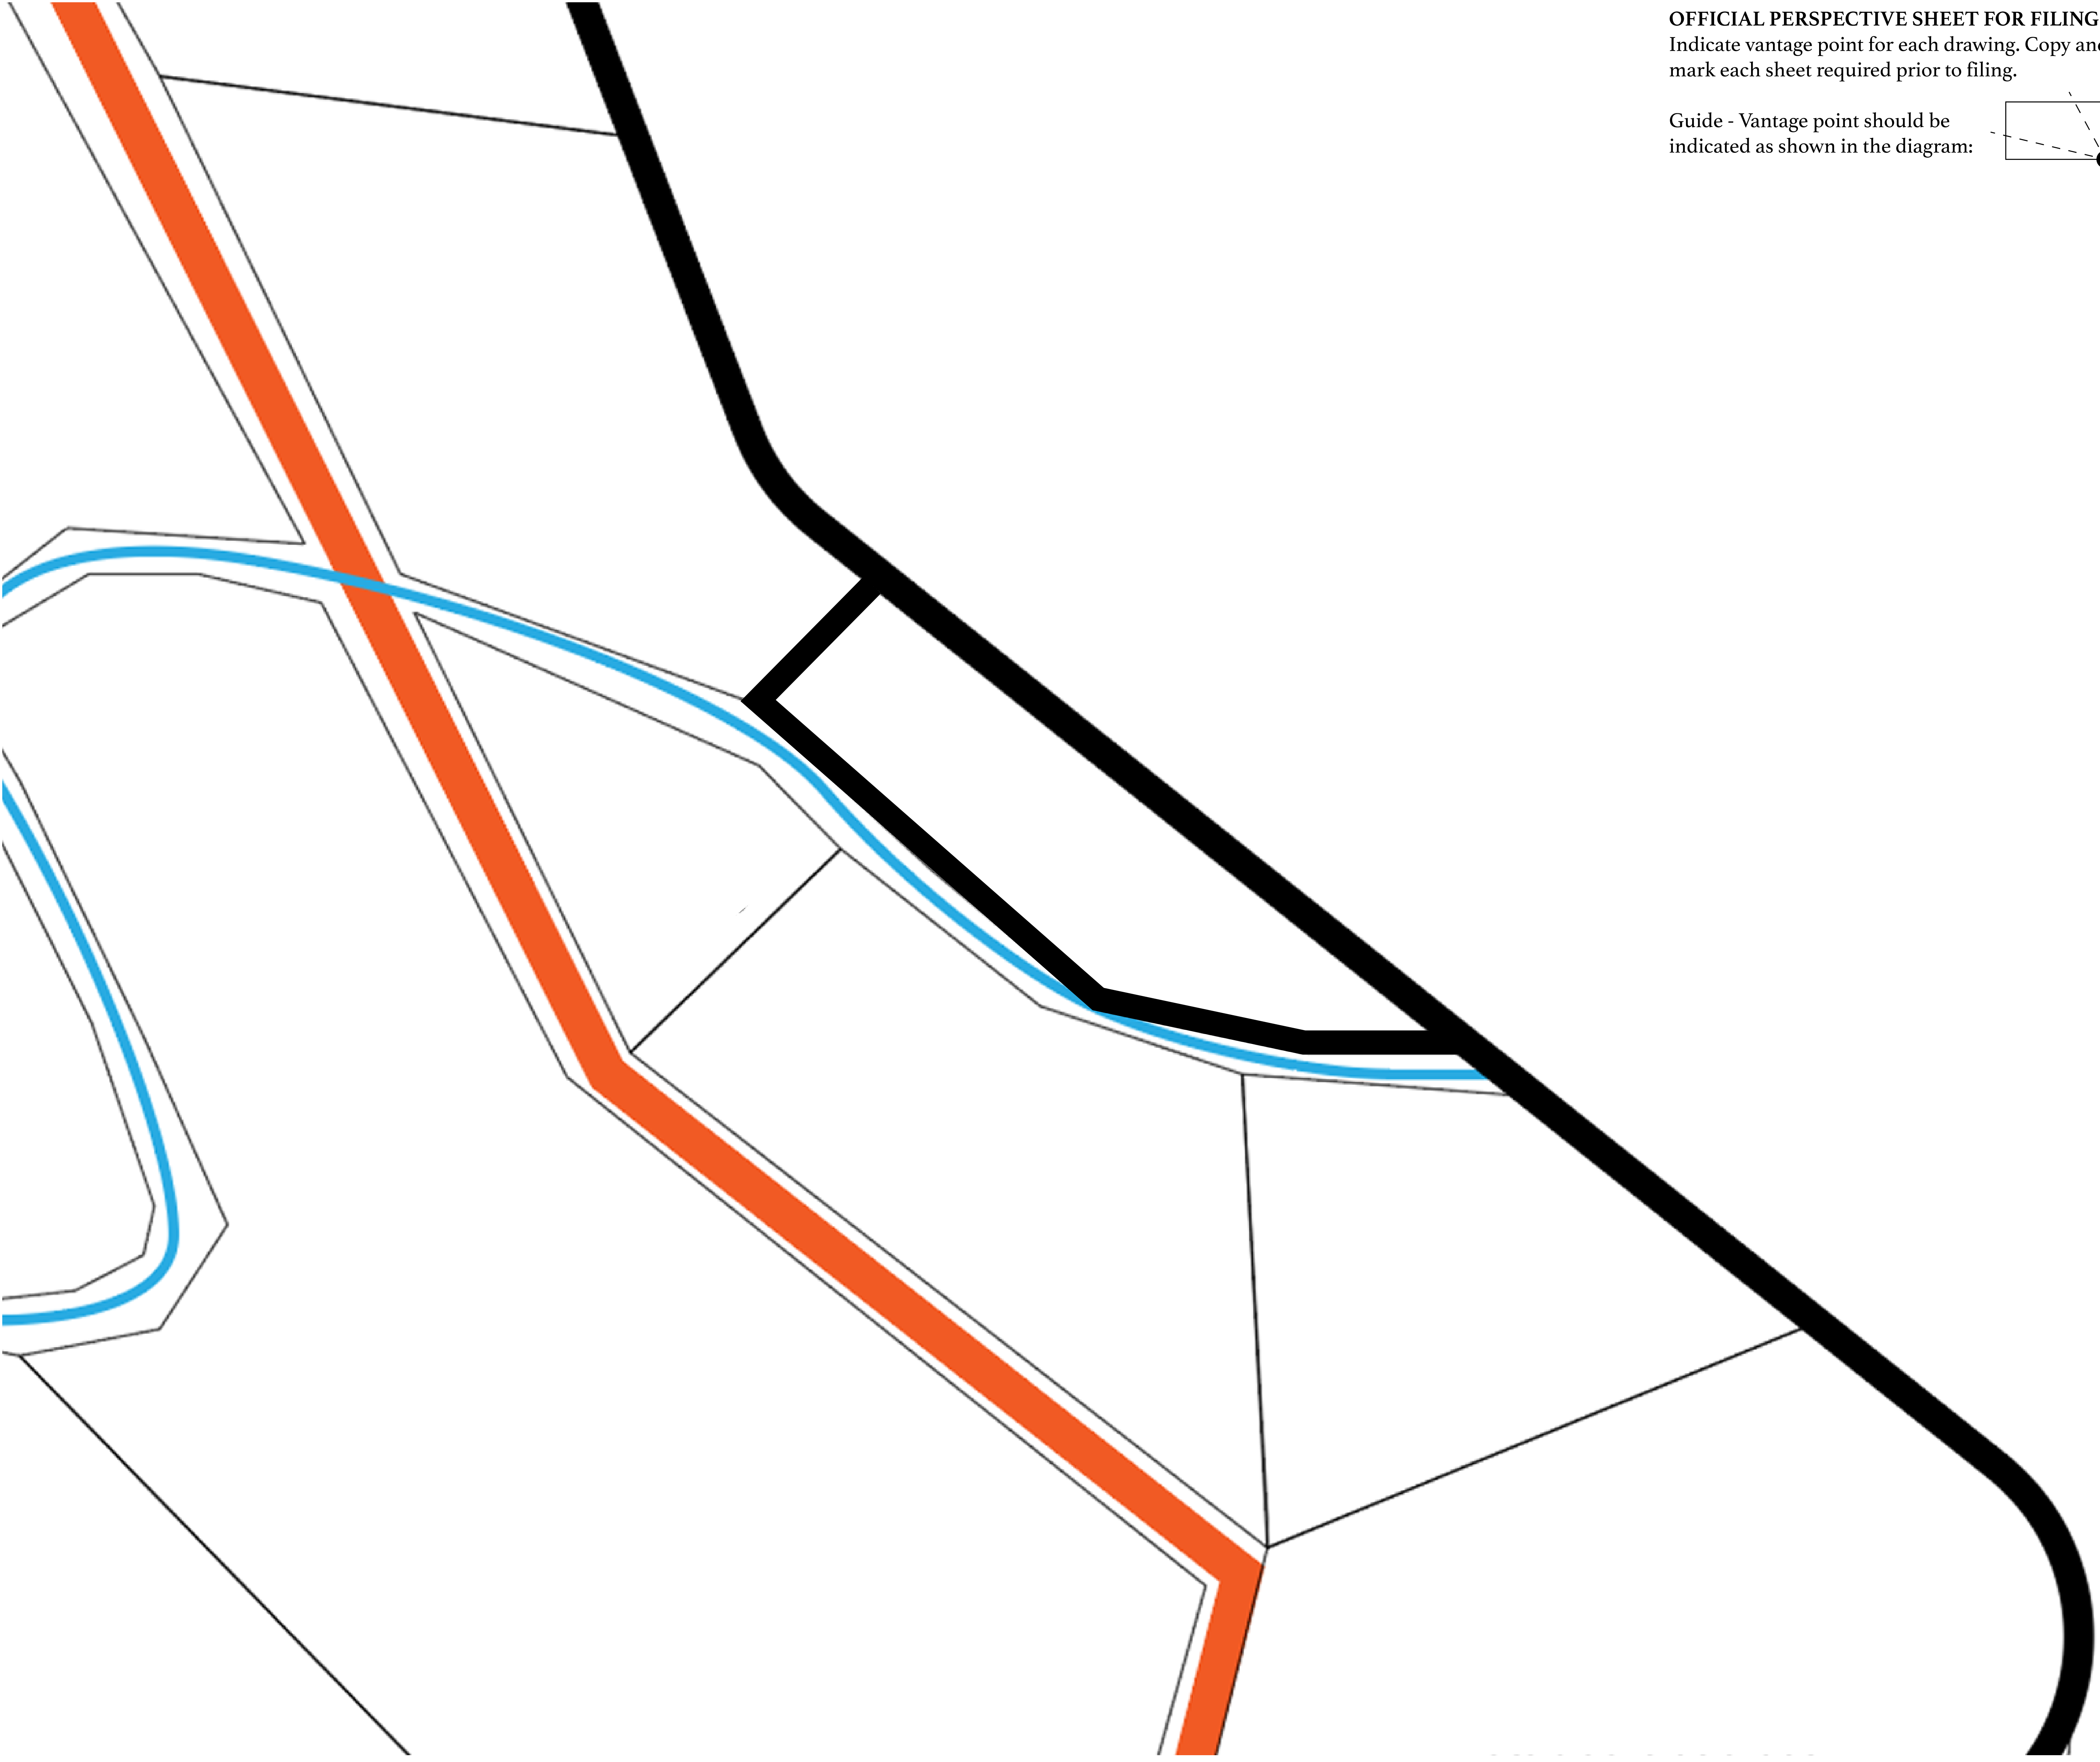 OFFICIAL PERSPECTIVE SHEET FOR FILING
Indicate vantage point for each drawing. Copy and
mark each sheet required prior to filing.
Guide - Vantage point should be
indicated as shown in the diagram: